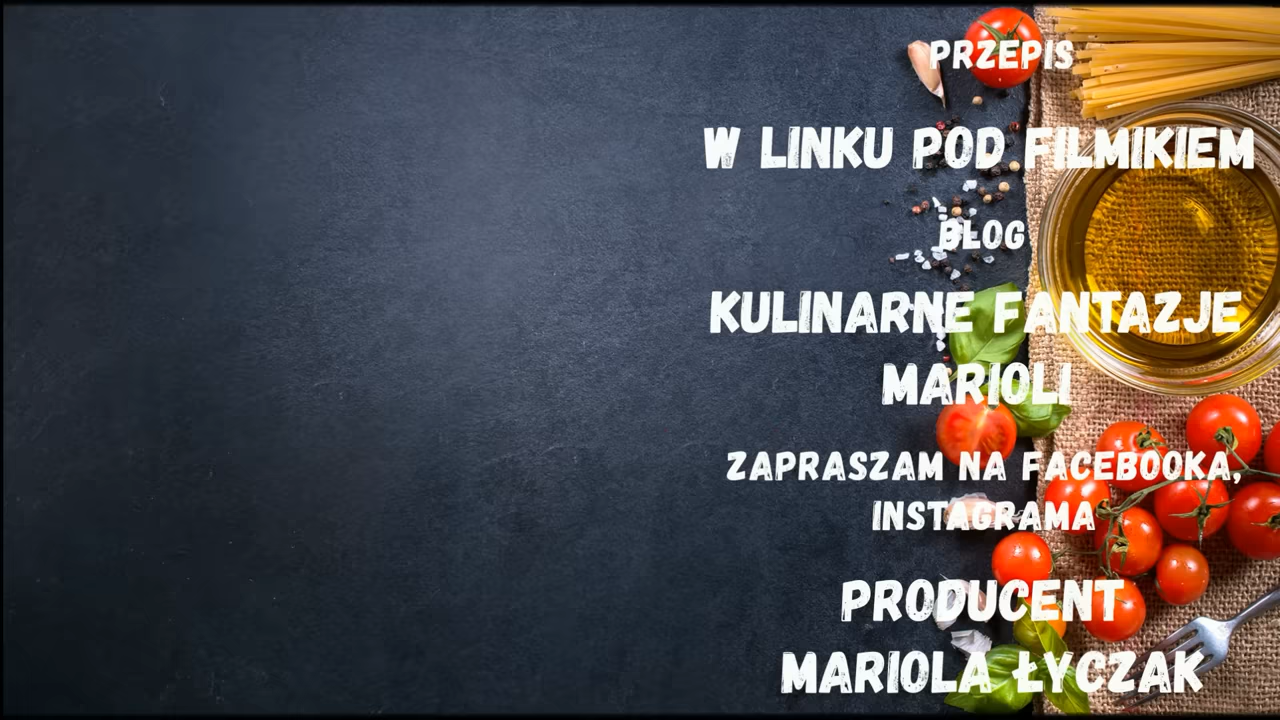 PRZEPIS
W LINKU POD FILMIKIEM
BLOG
KULINARNE FANTAZJE
MARIOLI
ZAPRASZAM NA FACEBOOKA,
INSTAGRAMA
PRODUCENT
MARIOLA ŁYCZAK